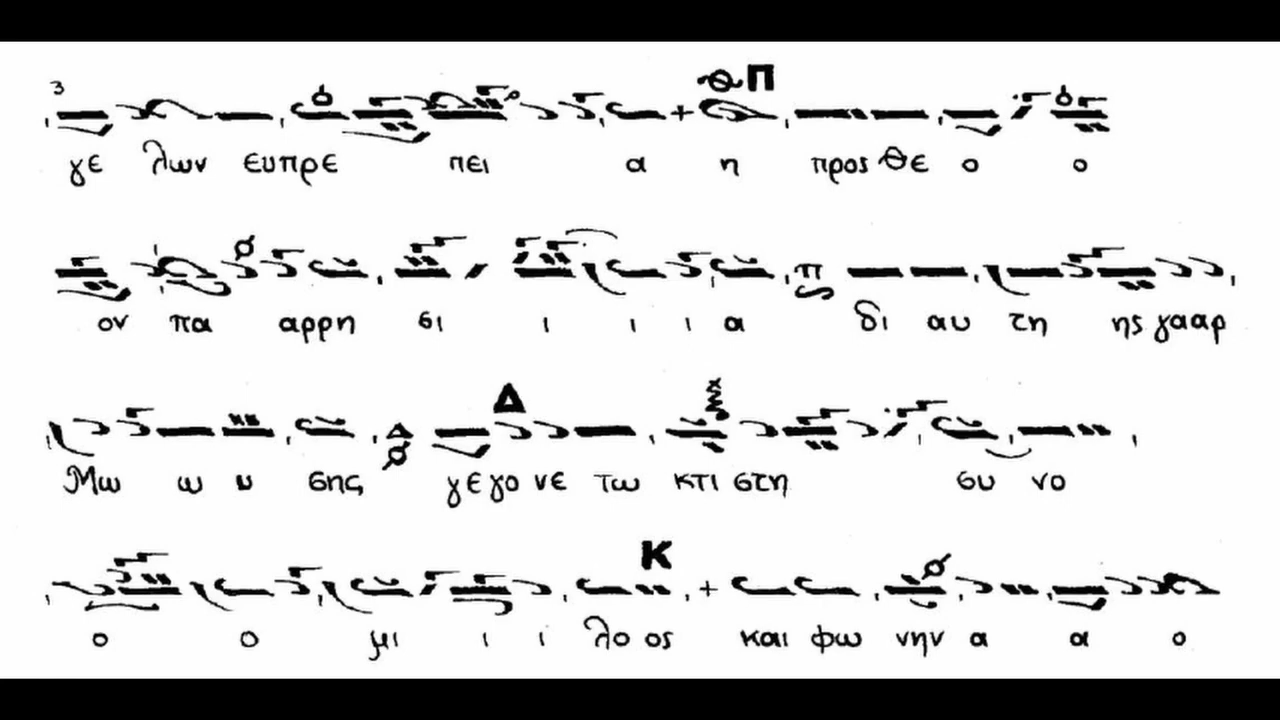 γε λων ευπρε πει α η προς θε ο ο
ον πα αρρη σι ι ι ι α δι αυ τη ης γααρ
Μω ω υ σης γε γο νε τω κτι στη συ νο
ο ο μι ι ι λο ος και φω νην α α ο